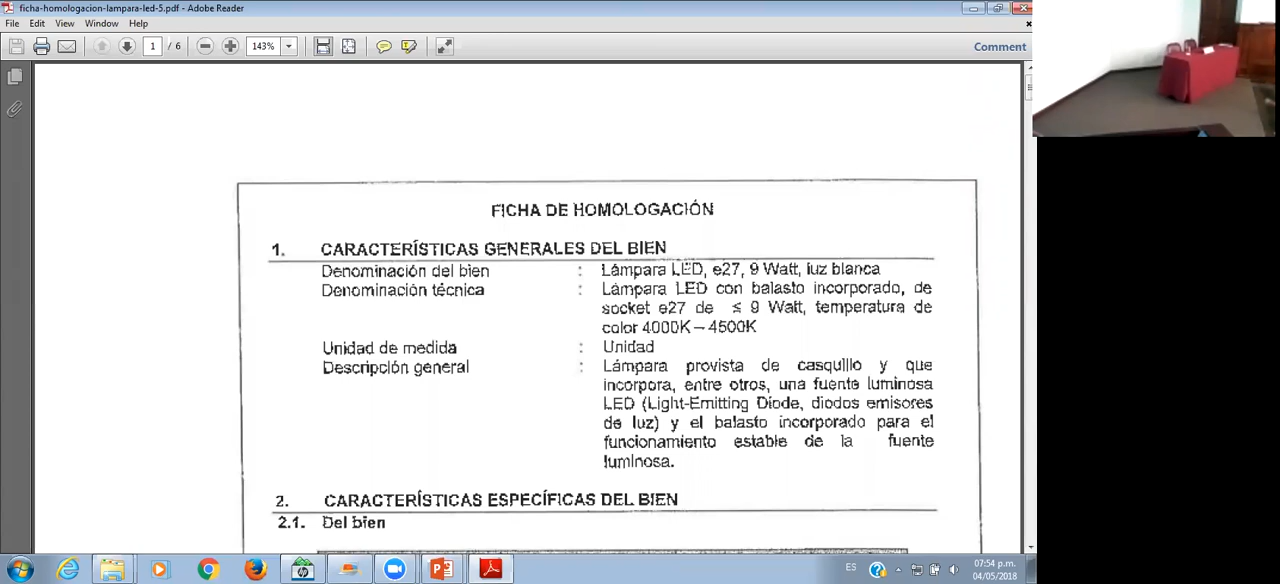 ficha-homologacion-lampara-led-5.pdf - Adobe Reader
File Edit View Window Help
1 / 6 143% Comment
FICHA DE HOMOLOGACIÓN
1. CARACTERÍSTICAS GENERALES DEL BIEN
Denominación del bien : Lámpara LED, e27, 9 Watt, luz blanca
Denominación técnica : Lámpara LED con balasto incorporado, de
socket e27 de ≤ 9 Watt, temperatura de
color 4000K – 4500K
Unidad de medida : Unidad
Descripción general : Lámpara provista de casquillo y que
incorpora, entre otros, una fuente luminosa
LED (Light-Emitting Diode, diodos emisores
de luz) y el balasto incorporado para el
funcionamiento estable de la fuente
luminosa.
2. CARACTERÍSTICAS ESPECÍFICAS DEL BIEN
2.1. Del bien
ES 07:54 p.m.
04/05/2018